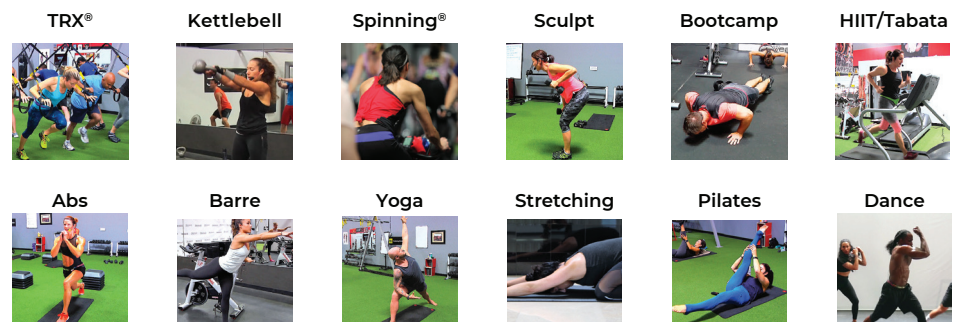 TRX®
Kettlebell
Spinning®
Sculpt
Bootcamp
HIIT/Tabata
Abs
Barre
Yoga
Stretching
Pilates
Dance